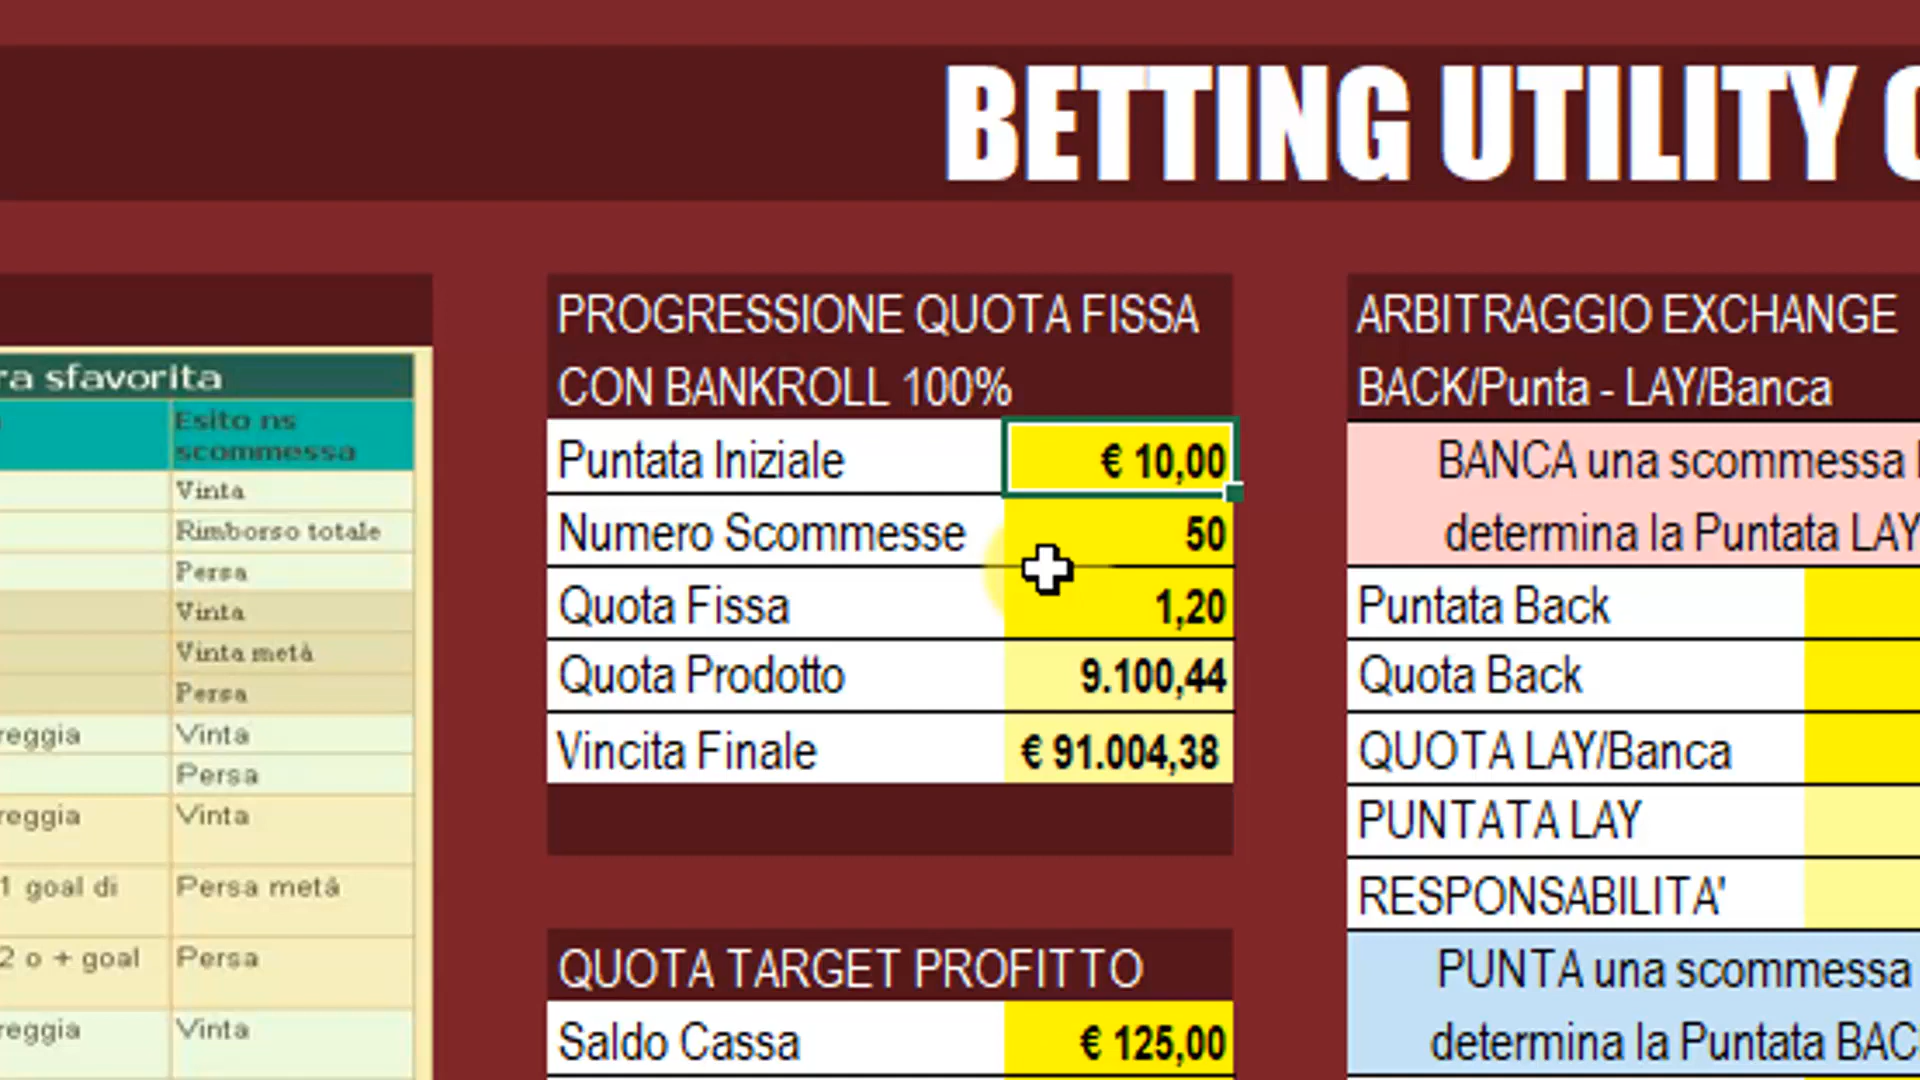 BETTING UTILITY
ra sfavorita
Esito ns
scommessa
Vinta
Rimborso totale
Persa
Vinta
Vinta metà
Persa
reggia Vinta
Persa
reggia Vinta
1 goal di Persa metá
2 o + goal Persa
reggia Vinta
PROGRESSIONE QUOTA FISSA
CON BANKROLL 100%
Puntata Iniziale € 10,00
Numero Scommesse 50
Quota Fissa 1,20
Quota Prodotto 9.100,44
Vincita Finale € 91.004,38
QUOTA TARGET PROFITTO
Saldo Cassa € 125,00
ARBITRAGGIO EXCHANGE
BACK/Punta - LAY/Banca
BANCA una scommessa
determina la Puntata LAY
Puntata Back
Quota Back
QUOTA LAY/Banca
PUNTATA LAY
RESPONSABILITA'
PUNTA una scommessa
determina la Puntata BAC